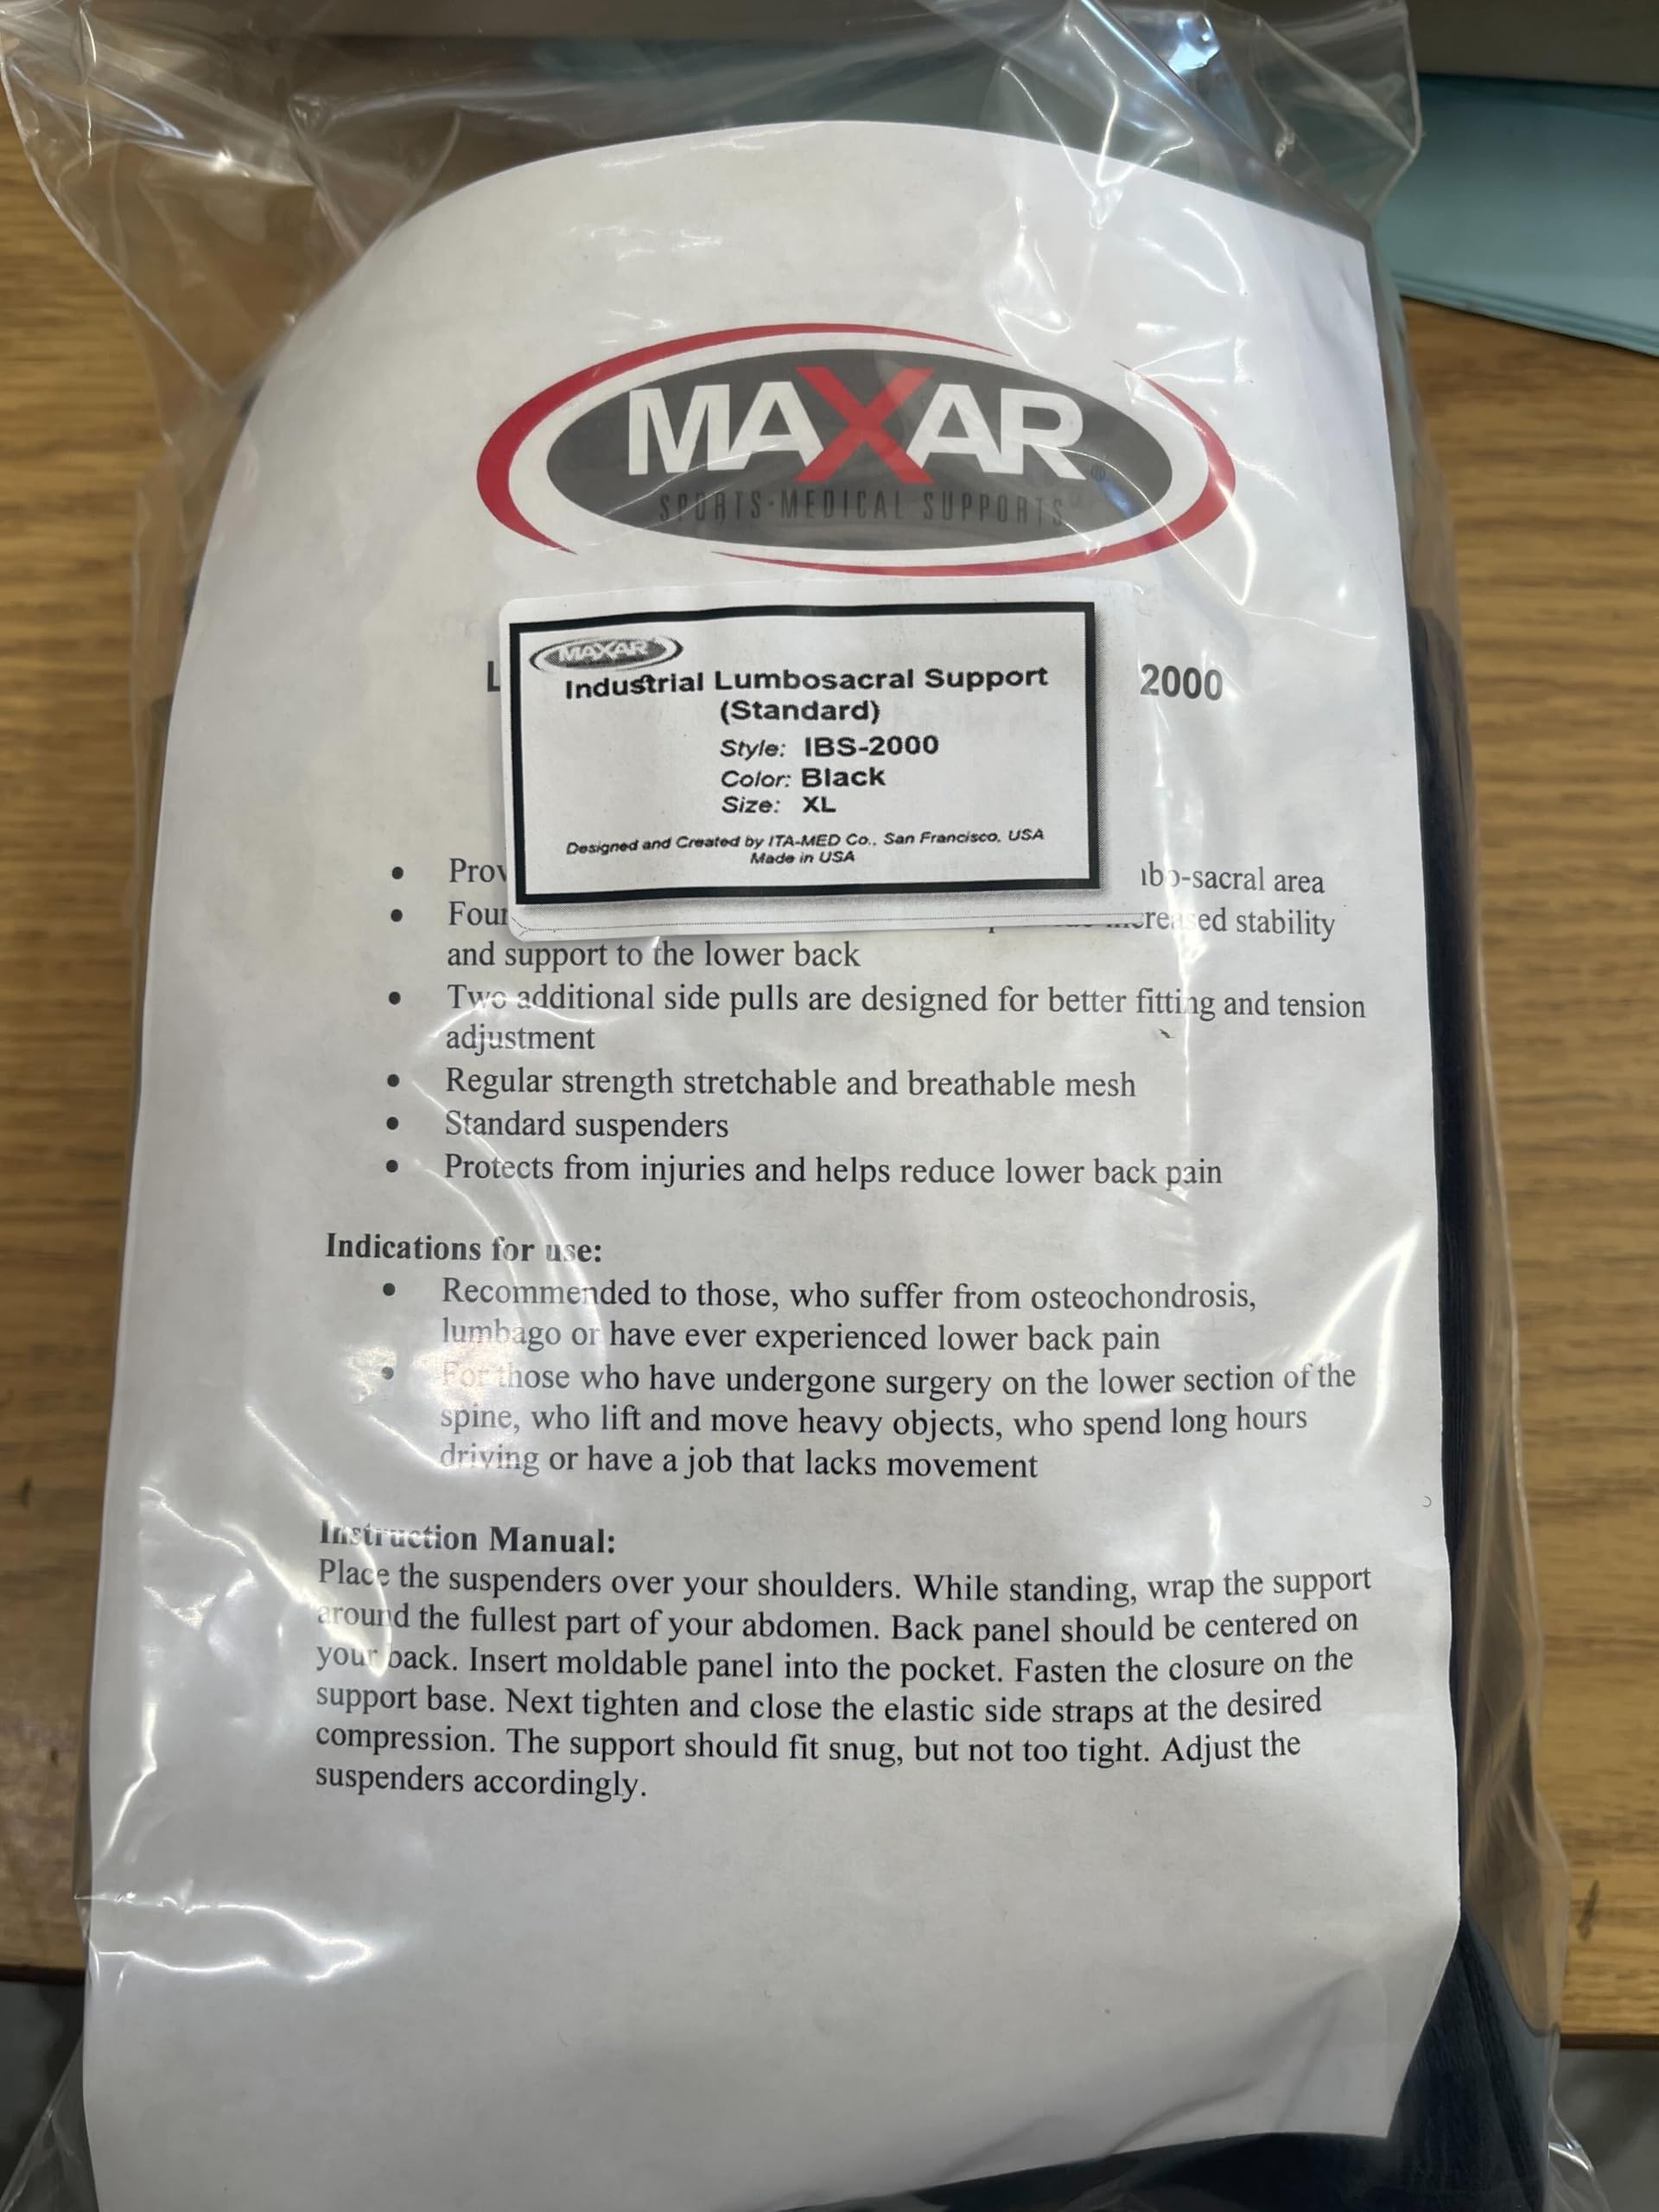 MAXAR®
SPORTS-MEDICAL SUPPORTS
MAXAR
Industrial Lumbosacral Support
(Standard)
Style: IBS-2000
Color: Black
Size: XL
Designed and Created by ITA-MED Co., San Francisco, USA
Made in USA
2000
• -sacral area
• stability
and support to the lower back
• Two additional side pulls are designed for better fitting and tension
adjustment
• Regular strength stretchable and breathable mesh
• Standard suspenders
• Protects from injuries and helps reduce lower back pain
Indications for use:
• Recommended to those, who suffer from osteochondrosis,
lumbago or have ever experienced lower back pain
• For those who have undergone surgery on the lower section of the
spine, who lift and move heavy objects, who spend long hours
driving or have a job that lacks movement
Instruction Manual:
Place the suspenders over your shoulders. While standing, wrap the support
around the fullest part of your abdomen. Back panel should be centered on
your back. Insert moldable panel into the pocket. Fasten the closure on the
support base. Next tighten and close the elastic side straps at the desired
compression. The support should fit snug, but not too tight. Adjust the
suspenders accordingly.